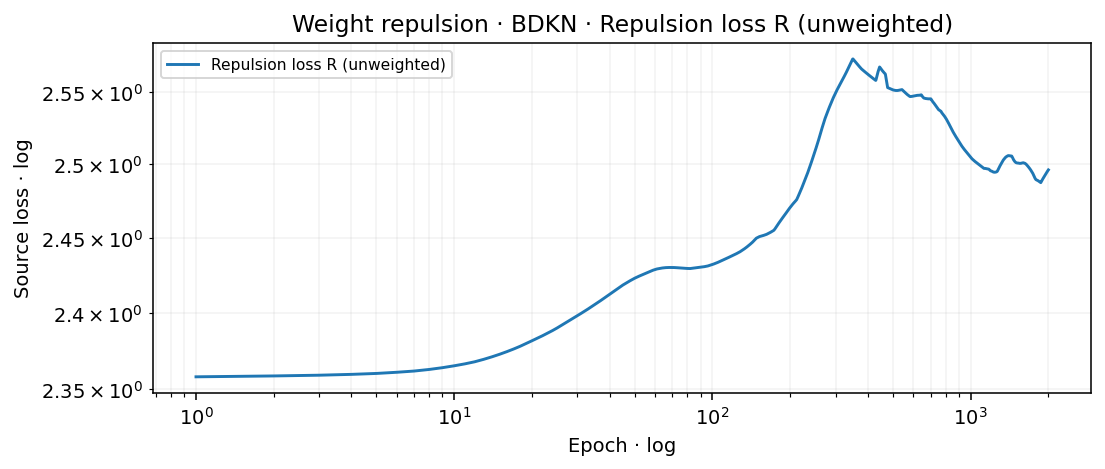 Weight repulsion · BDKN · Repulsion loss R (unweighted)
Repulsion loss R (unweighted)
Source loss · log
2.55 × 10⁰
2.5 × 10⁰
2.45 × 10⁰
2.4 × 10⁰
2.35 × 10⁰
10⁰ 10¹ 10² 10³
Epoch · log